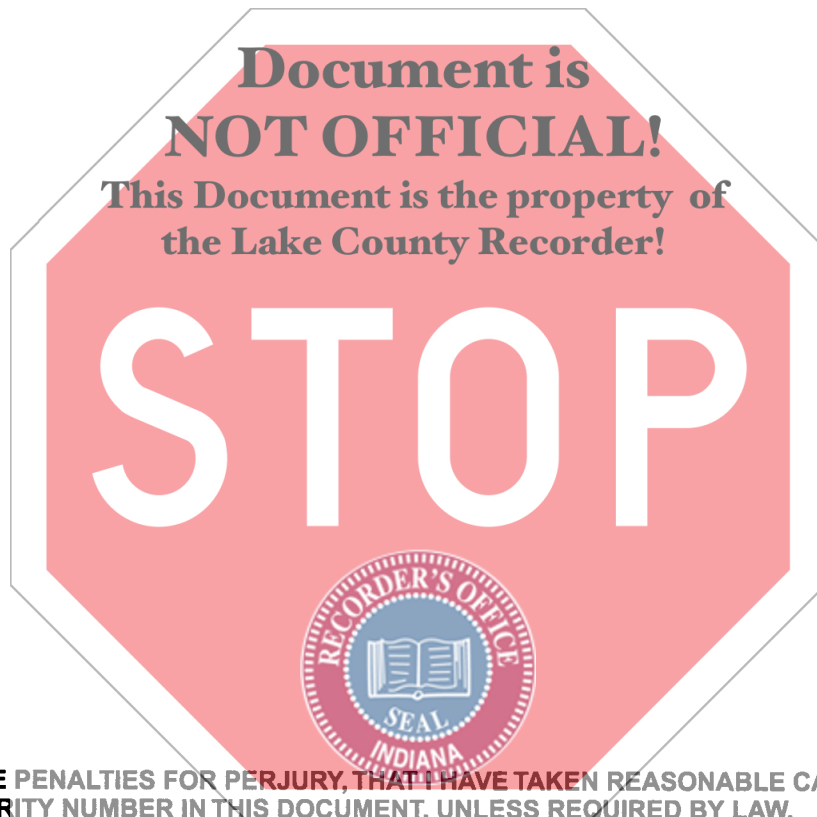 Document is
NOT OFFICIAL!
This Document is the property of
the Lake County Recorder!
STOP
RECORDER'S OFFICE
SEAL
INDIANA
E PENALTIES FOR PERJURY, THAT I HAVE TAKEN REASONABLE CA
RITY NUMBER IN THIS DOCUMENT, UNLESS REQUIRED BY LAW.